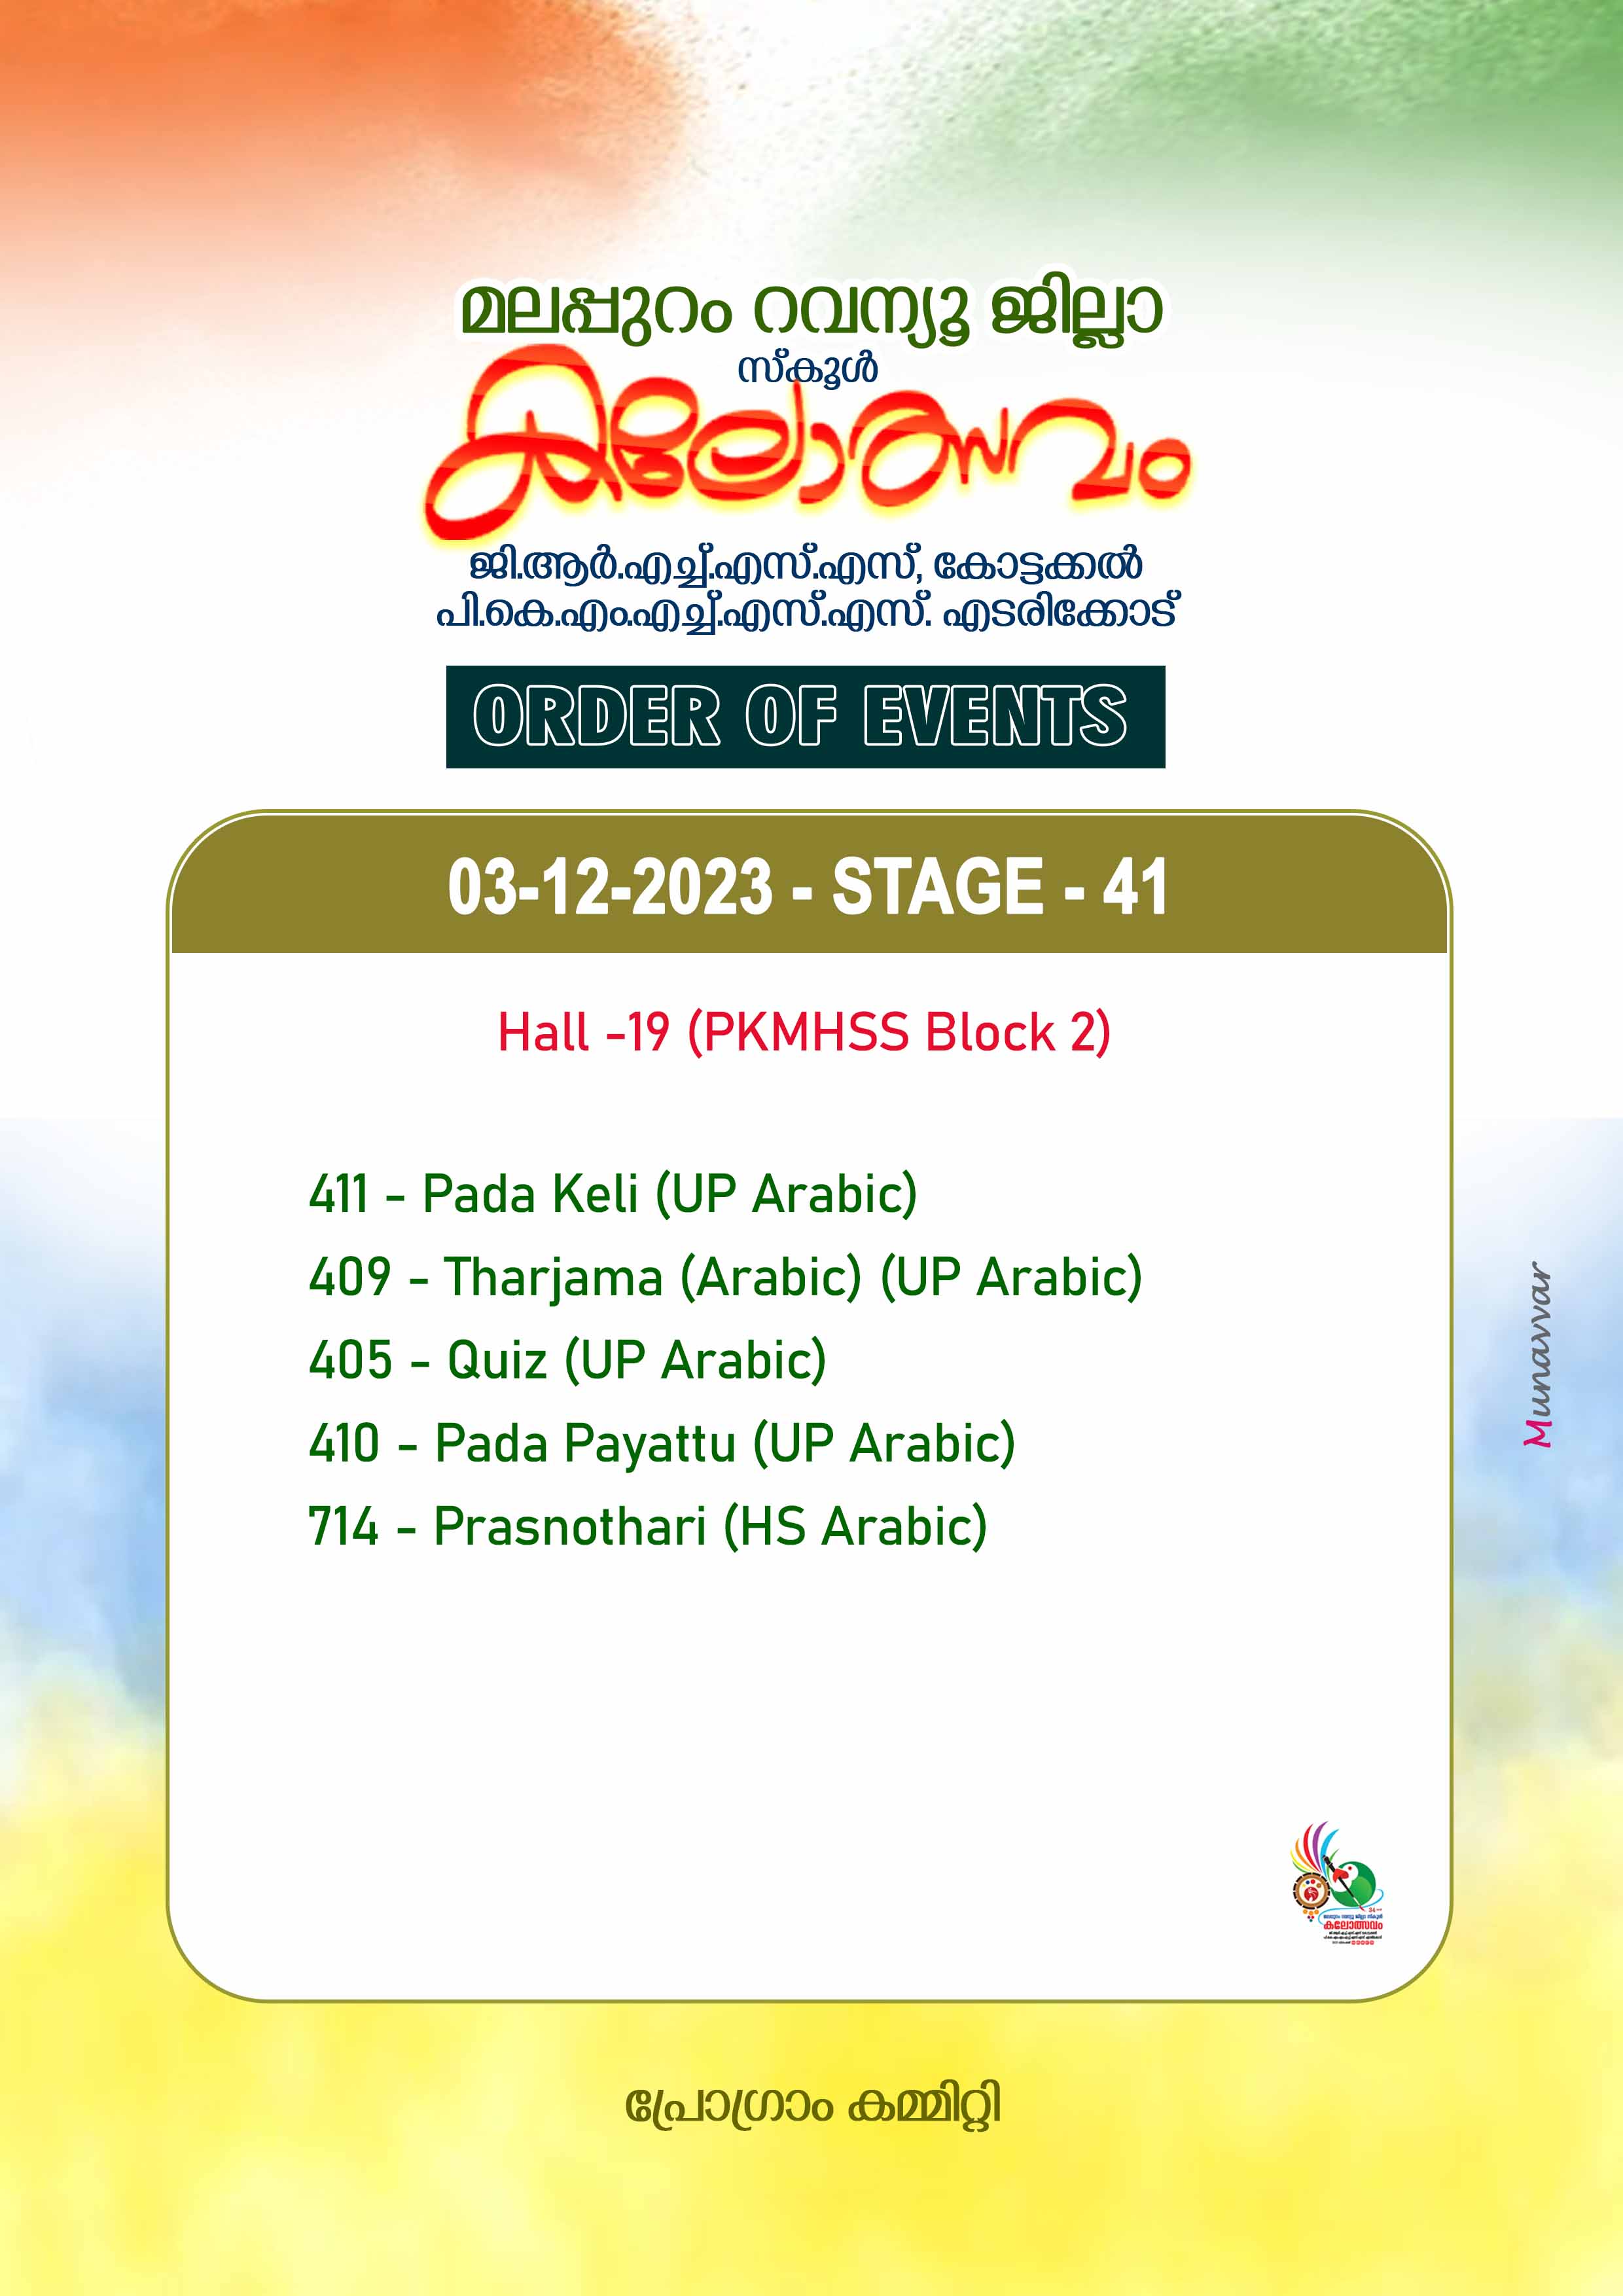 മലപ്പുറം റവന്യൂ ജില്ലാ
സ്കൂൾ
കലോത്സവം
ജി.ആർ.എച്ച്.എസ്.എസ്, കോട്ടക്കൽ
പി.കെ.എം.എച്ച്.എസ്.എസ്. എടരിക്കോട്
ORDER OF EVENTS
03-12-2023 - STAGE - 41
Hall -19 (PKMHSS Block 2)
411 - Pada Keli (UP Arabic)
409 - Tharjama (Arabic) (UP Arabic)
405 - Quiz (UP Arabic)
410 - Pada Payattu (UP Arabic)
714 - Prasnothari (HS Arabic)
Munavvar
കലോത്സവം
പ്രോഗ്രാം കമ്മിറ്റി